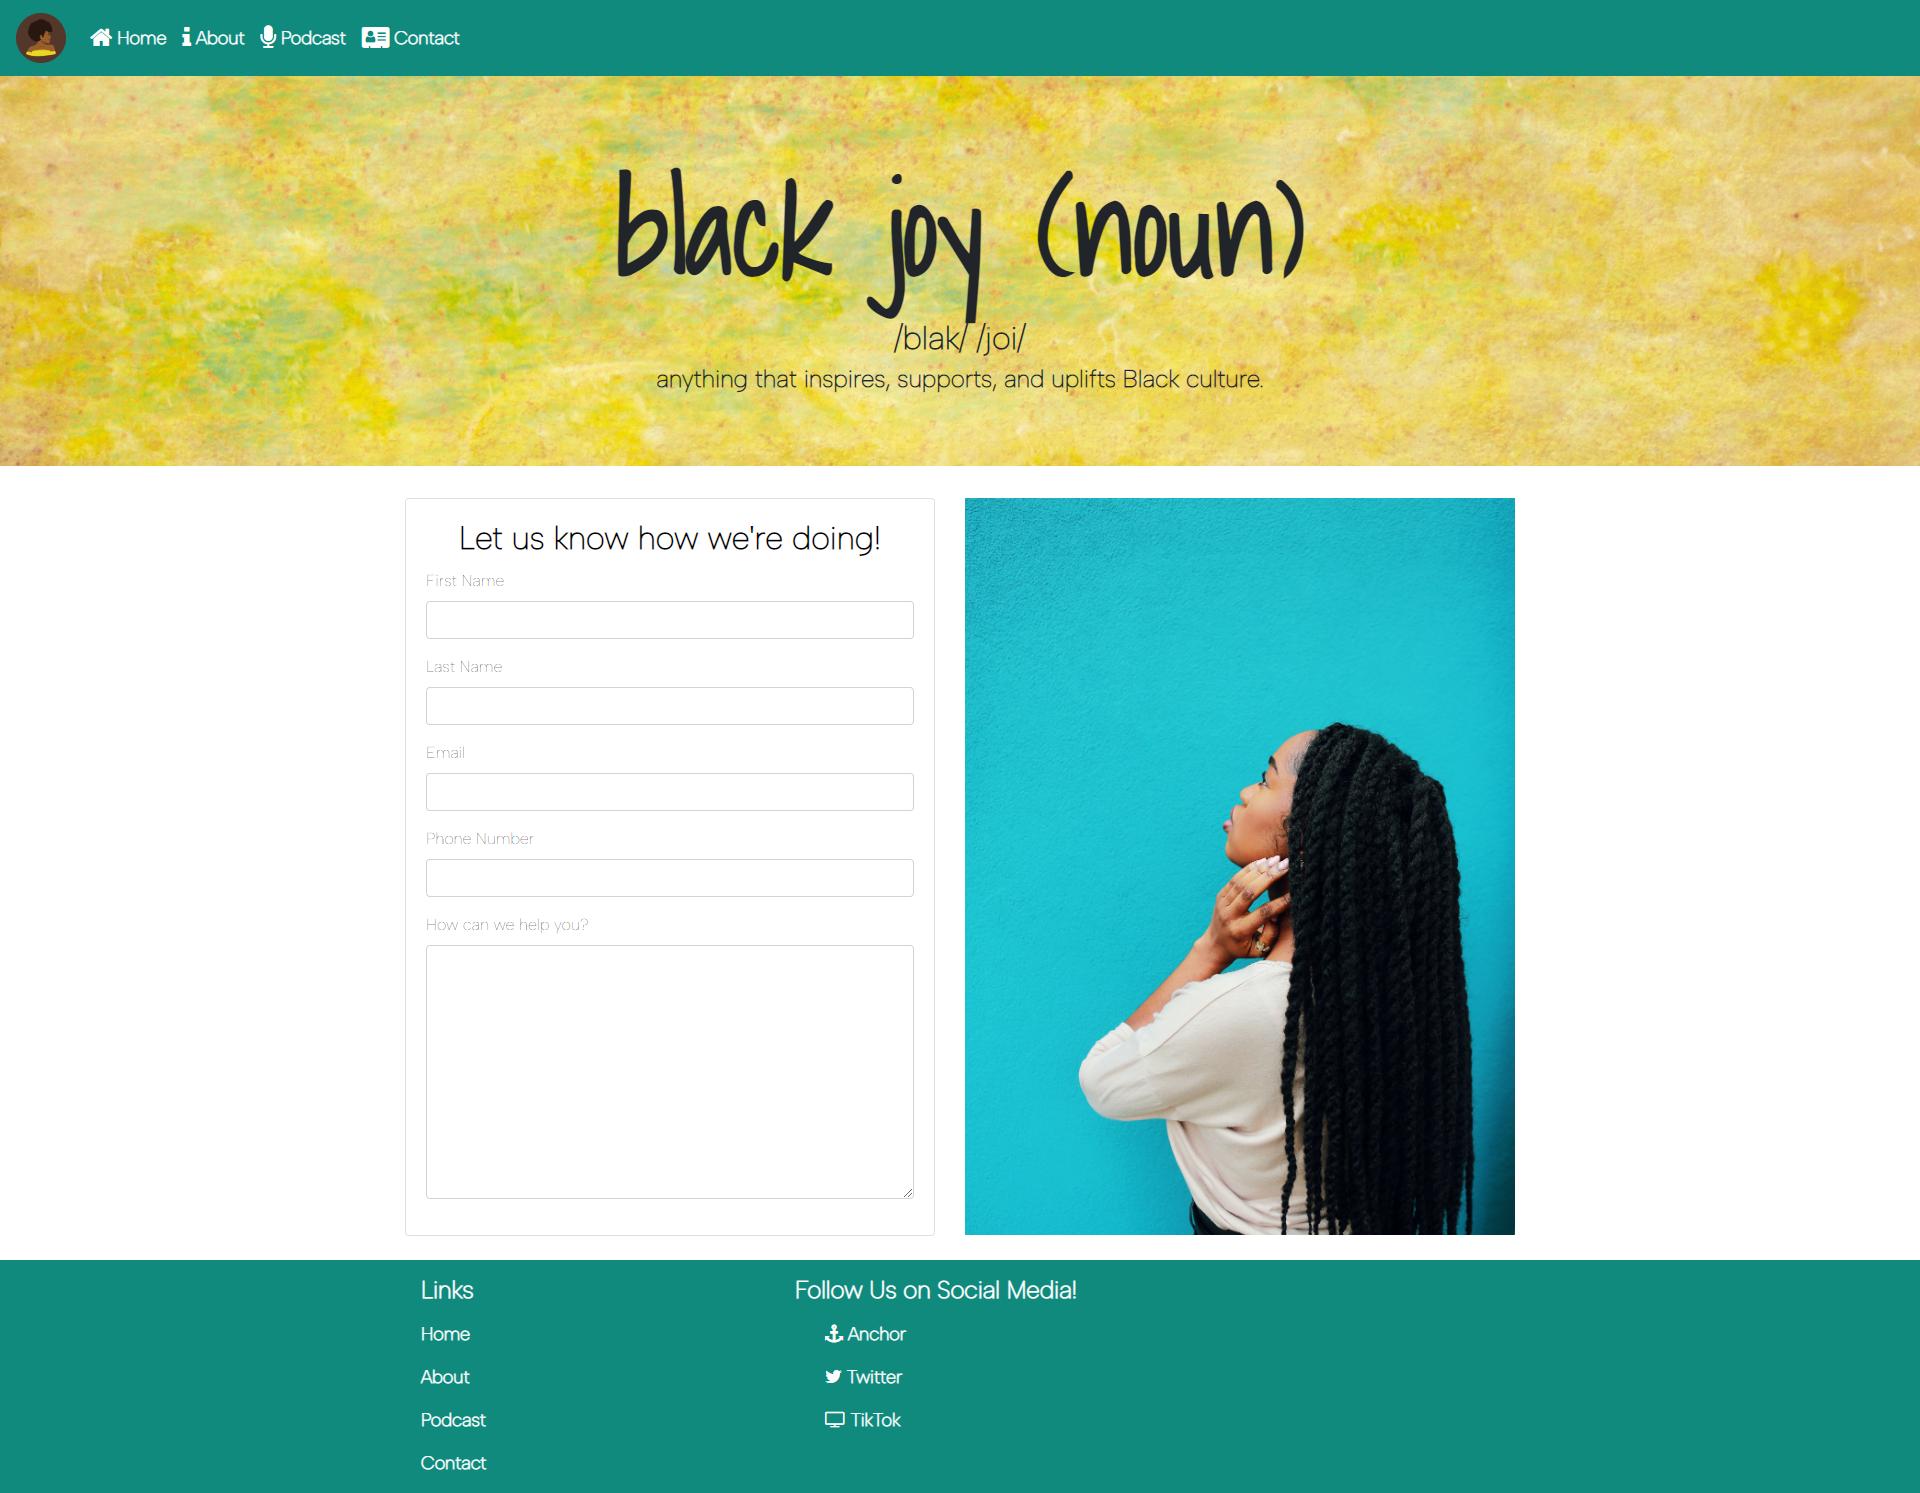 Home About Podcast Contact
black joy (noun)
/blak/ /joi/
anything that inspires, supports, and uplifts Black culture.
Let us know how we're doing!
First Name
Last Name
Email
Phone Number
How can we help you?
Links
Home
About
Podcast
Contact
Follow Us on Social Media!
Anchor
Twitter
TikTok